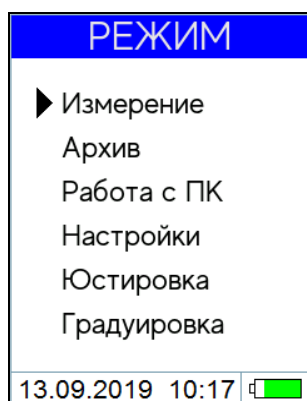 РЕЖИМ
Измерение
Архив
Работа с ПК
Настройки
Юстировка
Градуировка
13.09.2019 10:17